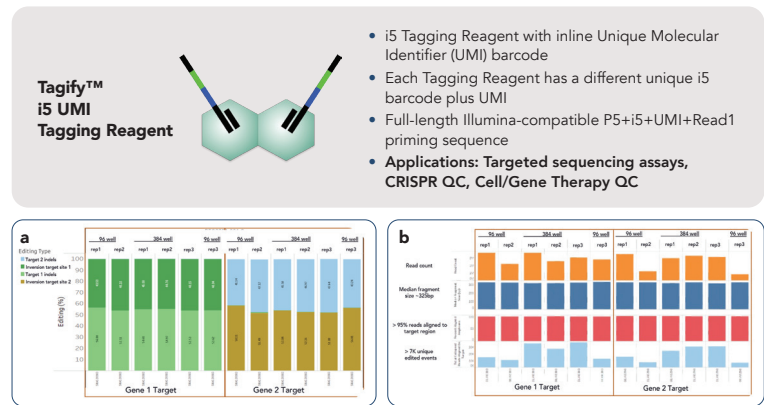 Tagify™
i5 UMI
Tagging Reagent
• i5 Tagging Reagent with inline Unique Molecular
Identifier (UMI) barcode
• Each Tagging Reagent has a different unique i5
barcode plus UMI
• Full-length Illumina-compatible P5+i5+UMI+Read1
priming sequence
• Applications: Targeted sequencing assays,
CRISPR QC, Cell/Gene Therapy QC
a
96 well 384 well 96 well 96 well 384 well 96 well
Editing Type
rep1 rep2 rep1 rep2 rep3 rep3 rep1 rep2 rep1 rep2 rep3 rep3
Target 2 indels
Inversion target site 1
Target 1 indels
Inversion target site 2
Editing (%)
100
90
80
70
60
50
40
30
20
10
Gene 1 Target Gene 2 Target
b
96 well 384 well 96 well 96 well 384 well 96 well
rep1 rep2 rep1 rep2 rep3 rep3 rep1 rep2 rep1 rep2 rep3 rep3
Read count
Median fragment
size ~325bp
> 95% reads aligned to
target region
> 7K unique
edited events
Gene 1 Target Gene 2 Target